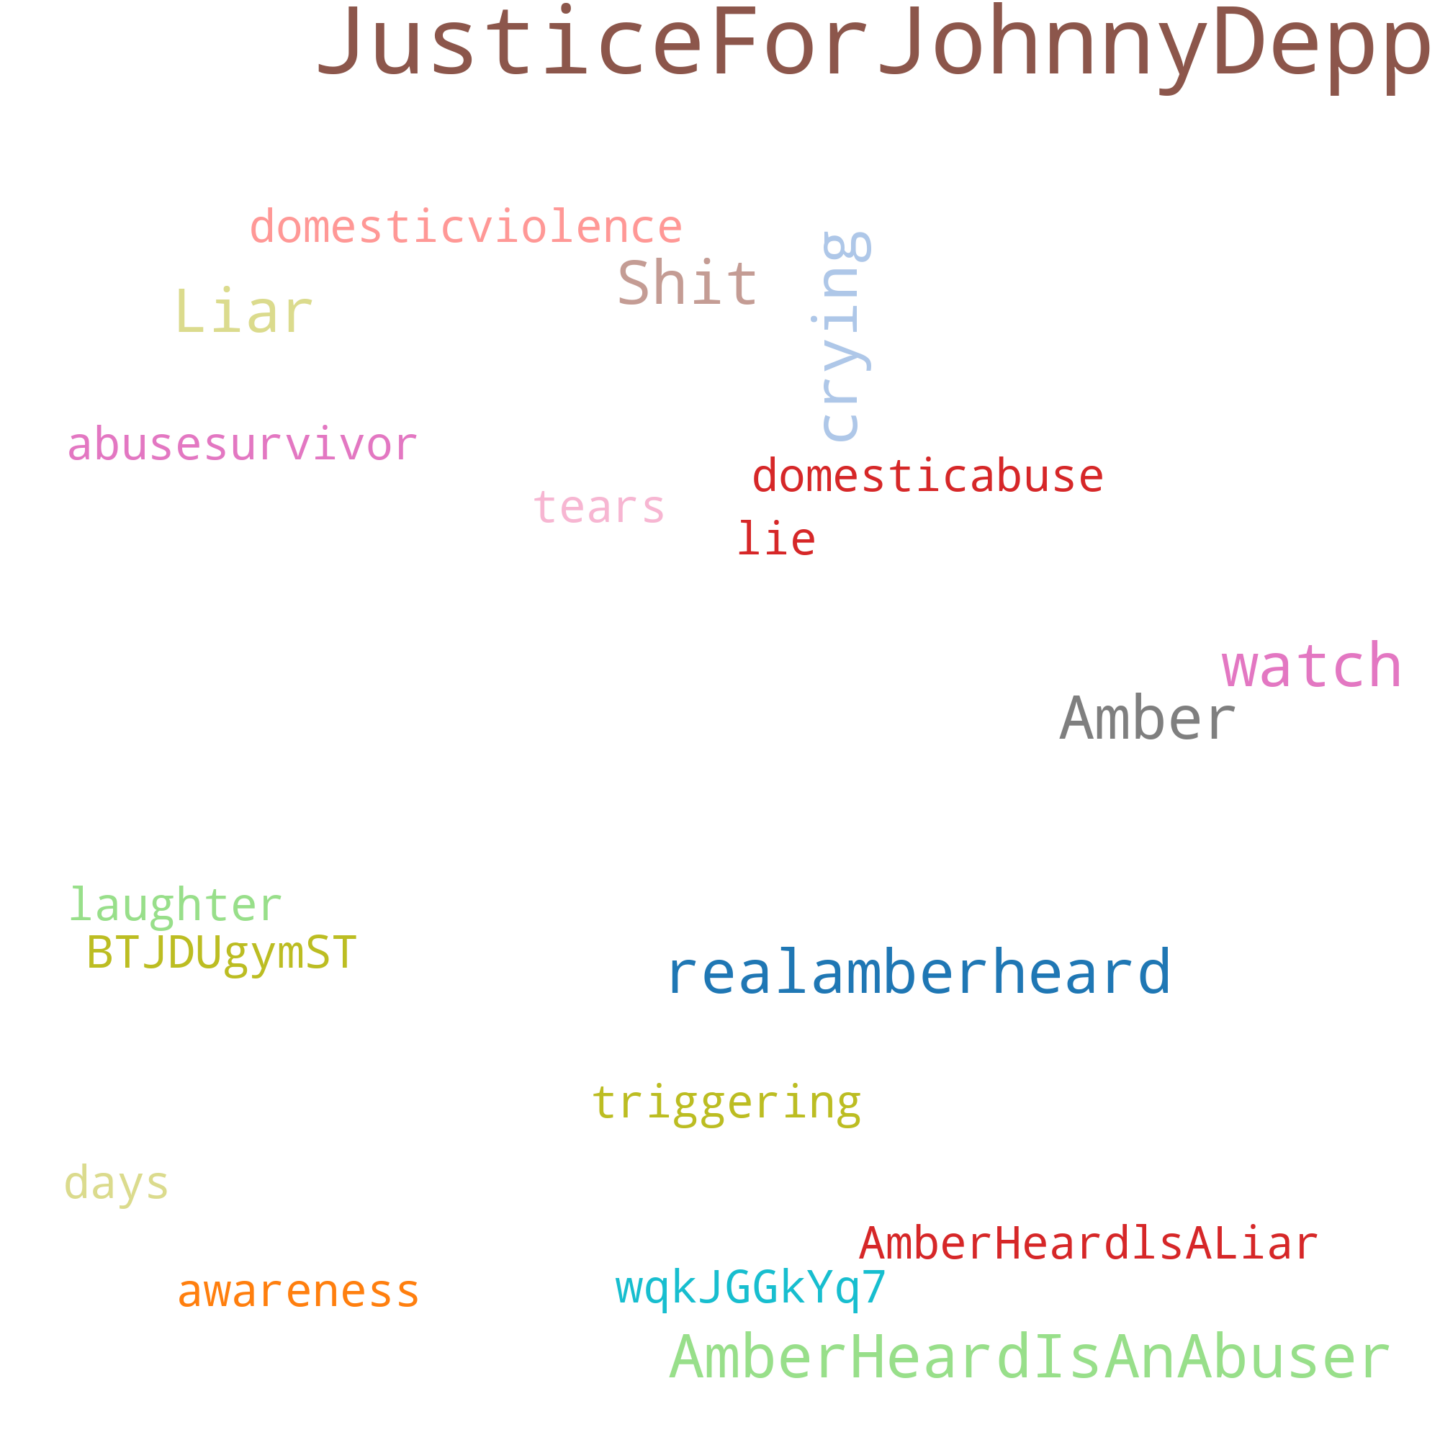 JusticeForJohnnyDepp
domesticviolence
Shit
crying
Liar
abusesurvivor
domesticabuse
tears
lie
watch
Amber
laughter
BTJDUgymST
realamberheard
triggering
days
AmberHeardlsALiar
wqkJGGkYq7
awareness
AmberHeardIsAnAbuser